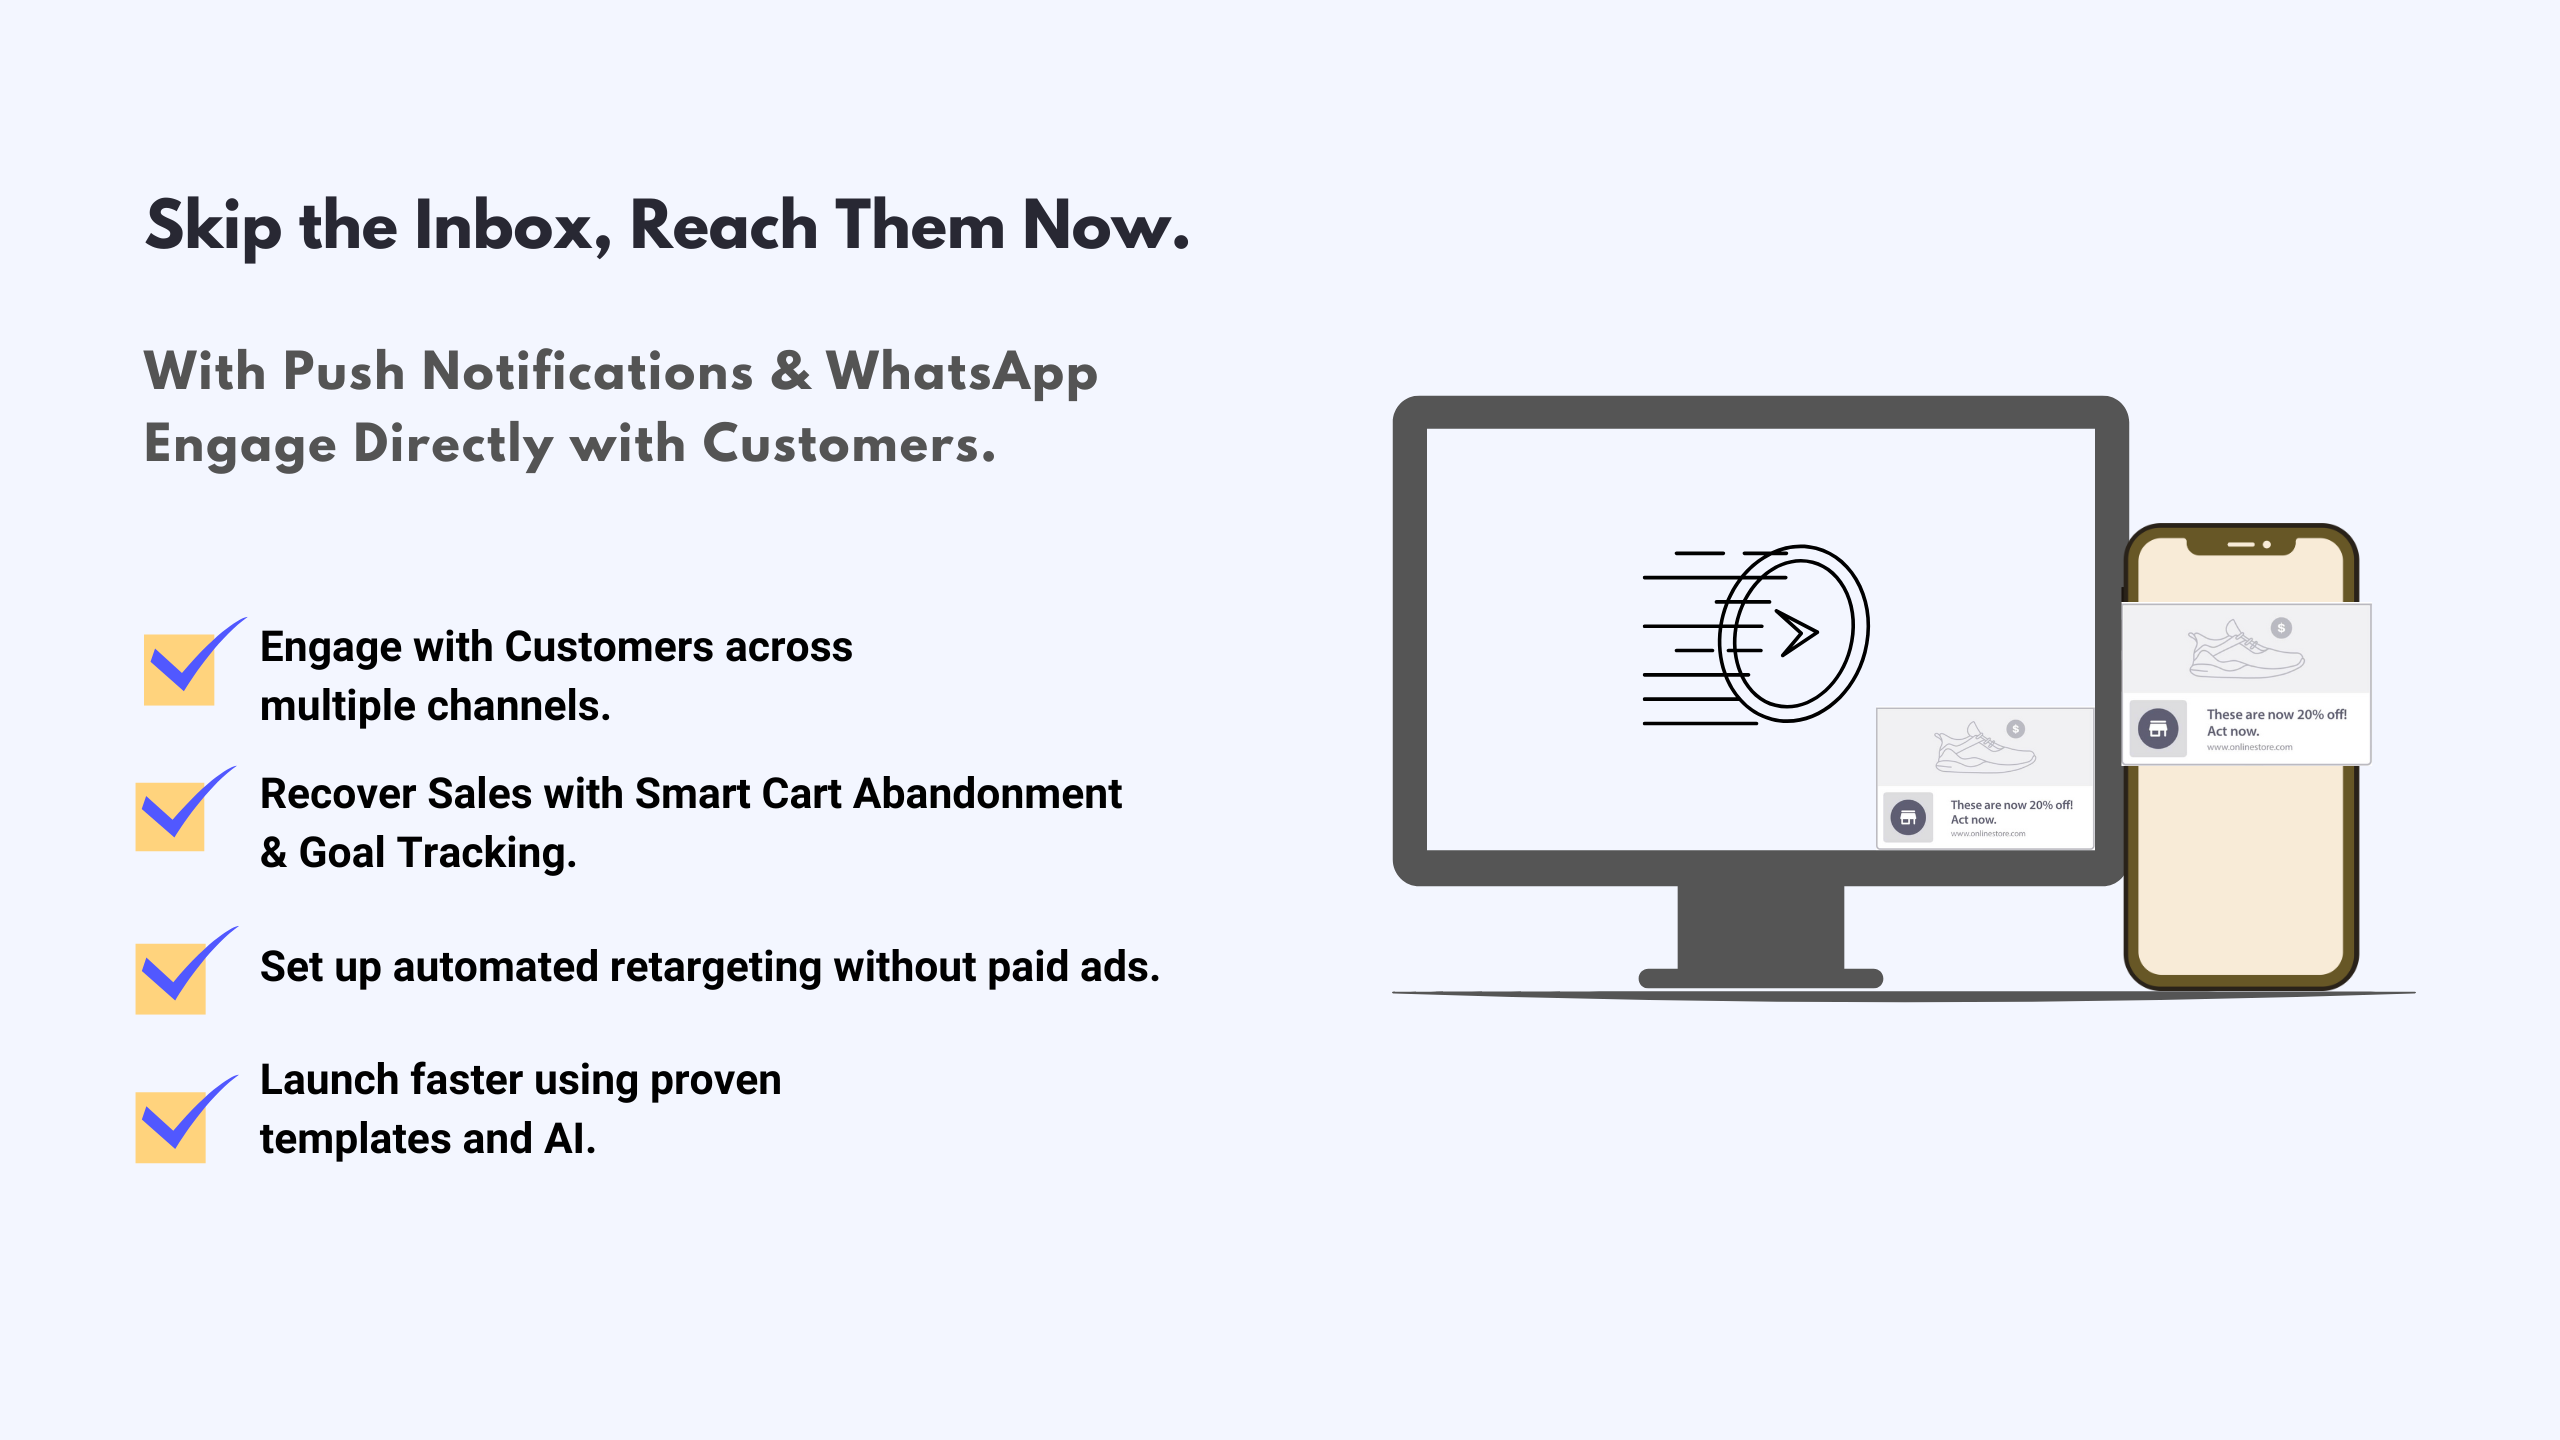 Skip the Inbox, Reach Them Now.
With Push Notifications & WhatsApp
Engage Directly with Customers.
Engage with Customers across
multiple channels.
Recover Sales with Smart Cart Abandonment
& Goal Tracking.
Set up automated retargeting without paid ads.
Launch faster using proven
templates and AI.
$
These are now 20% off!
Act now.
www.onlinestore.com
$
These are now 20% off!
Act now.
www.onlinestore.com